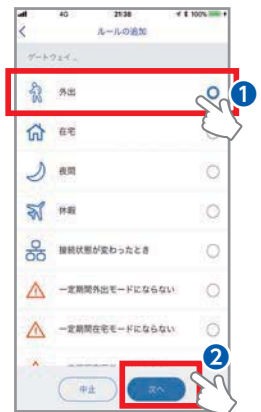 4G 21:38 100%
ルールの追加
ゲートウェイ
1
外出
在宅
夜間
休暇
接続状態が変わったとき
一定期間外出モードにならない
一定期間在宅モードにならない
2
中止 次へ